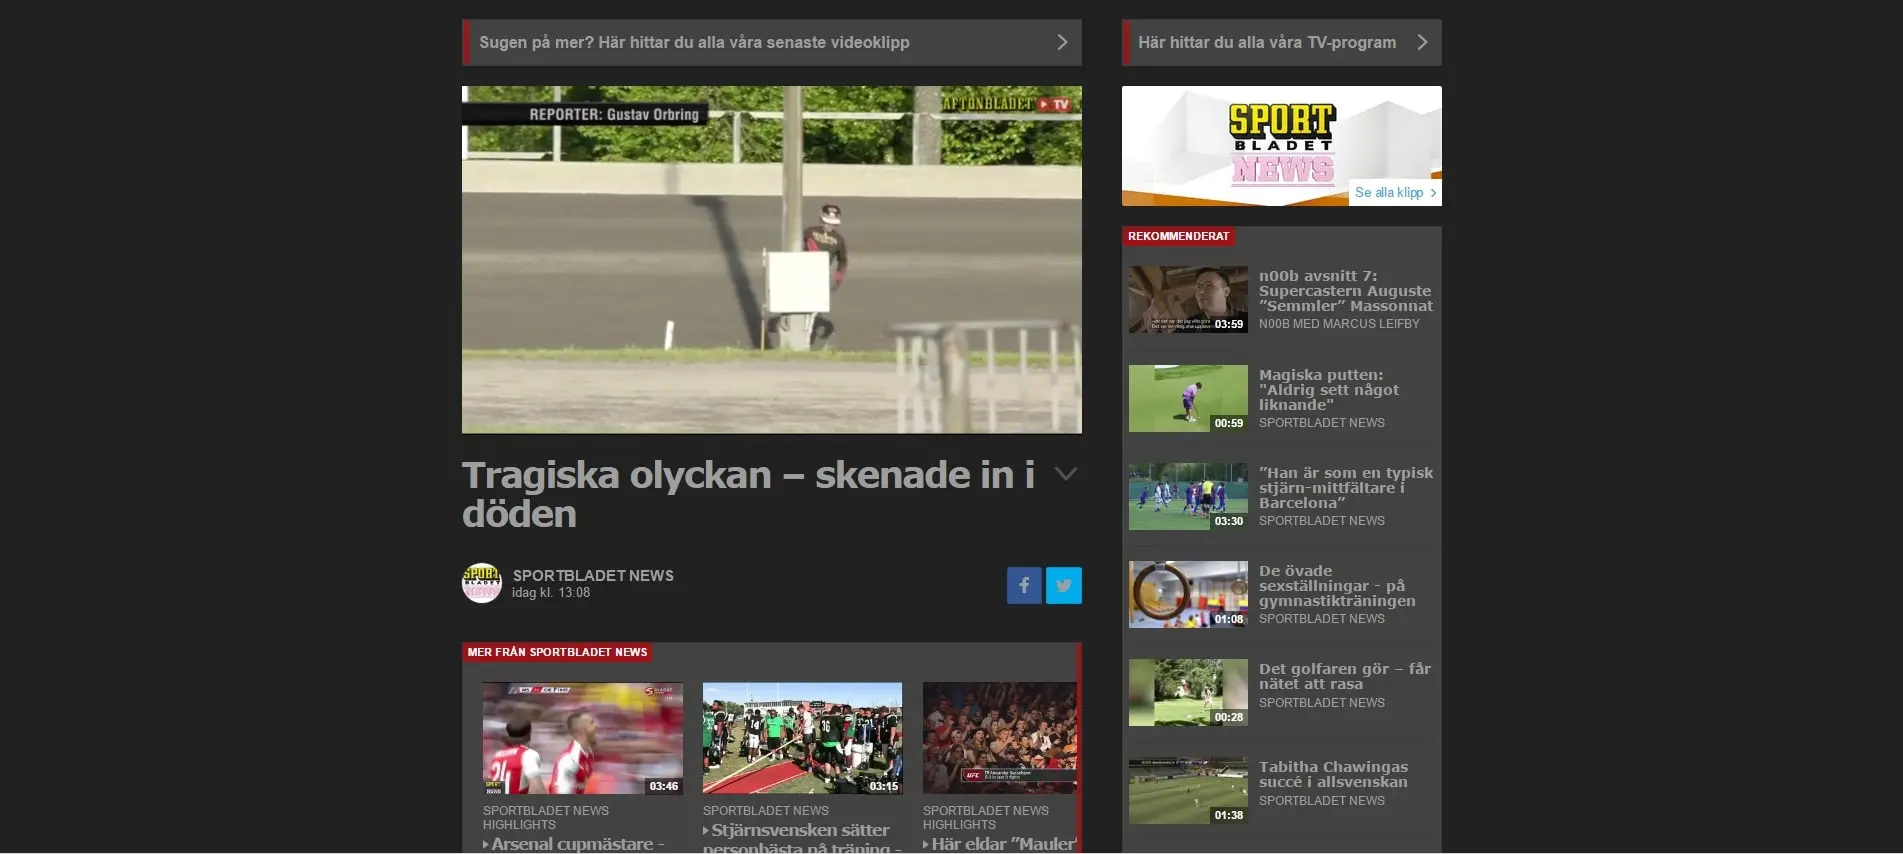 Sugen på mer? Här hittar du alla våra senaste videoklipp
Här hittar du alla våra TV-program
REPORTER: Gustav Orbring
AFTONBLADET TV
SPORT
BLADET
NEWS
Se alla klipp
Tragiska olyckan – skenade in i
döden
SPORT
BLADET
SPORTBLADET NEWS
idag kl. 13:08
MER FRÅN SPORTBLADET NEWS
03:46
SPORTBLADET NEWS
HIGHLIGHTS
Arsenal cupmästare -
36
03:15
SPORTBLADET NEWS
Stjärnsvensken sätter
personbästa på träning -
UFC
SPORTBLADET NEWS
HIGHLIGHTS
Här eldar ”Mauler”
REKOMMENDERAT
03:59
n00b avsnitt 7:
Supercastern Auguste
”Semmler” Massonnat
N00B MED MARCUS LEIFBY
00:59
Magiska putten:
"Aldrig sett något
liknande"
SPORTBLADET NEWS
03:30
”Han är som en typisk
stjärn-mittfältare i
Barcelona”
SPORTBLADET NEWS
01:08
De övade
sexställningar - på
gymnastikträningen
SPORTBLADET NEWS
00:28
Det golfaren gör – får
nätet att rasa
SPORTBLADET NEWS
01:38
Tabitha Chawingas
succé i allsvenskan
SPORTBLADET NEWS